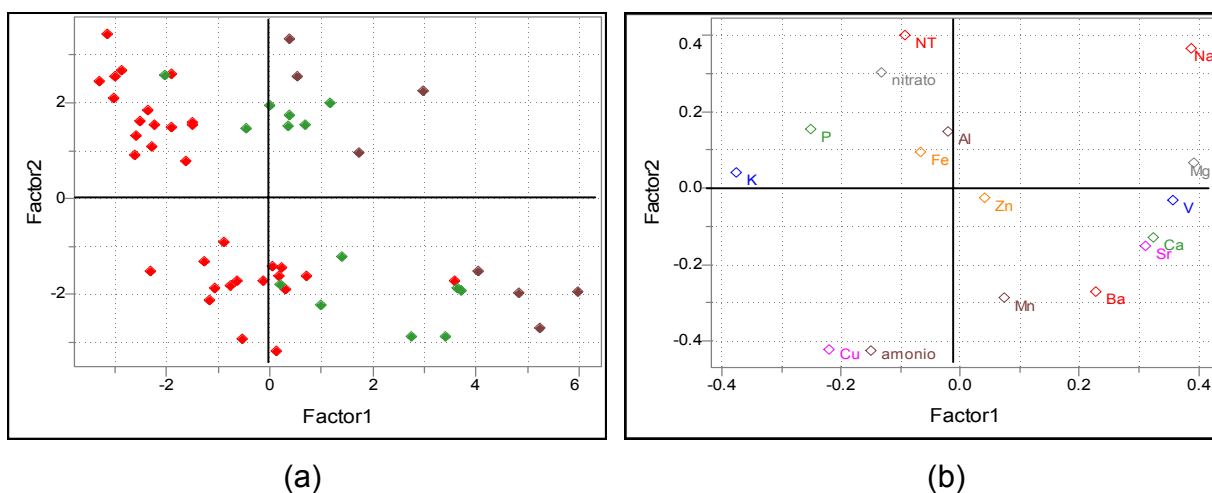 2
0
-2
-2
0
2
4
6
Factor2
Factor1
0.4
0.2
0.0
-0.2
-0.4
-0.4
-0.2
0.0
0.2
0.4
Factor2
Factor1
NT
Na
nitrato
P
Al
Fe
K
Mg
Zn
V
Ca
Sr
Mn
Ba
Cu
amonio
(a)
(b)